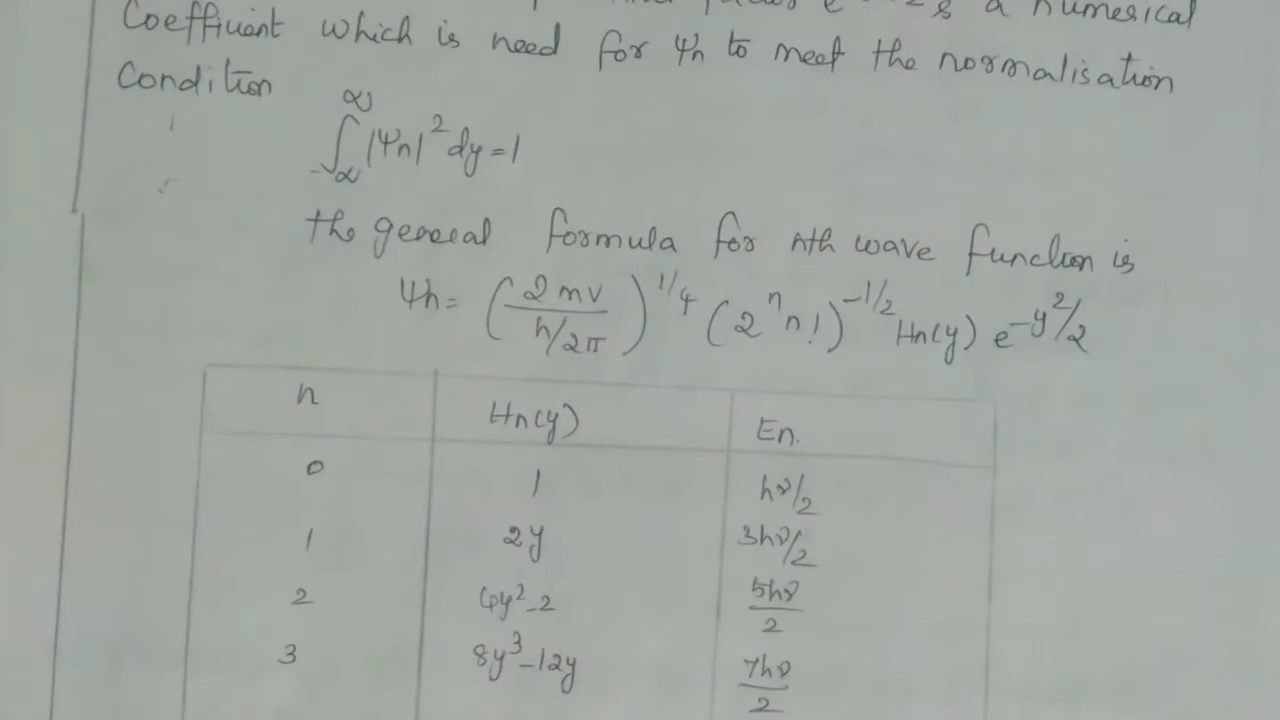 a numerical
Coefficient which is need for Ψn to meet the normalisation
Condition
∫_{-∞}^{∞} |Ψn|² dy = 1
the general formula for nth wave function is
Ψn = (2mν / h/2π)^{1/4} (2ⁿ n!)^{-1/2} Hn(y) e^{-y²/2}
n Hn(y) En.
0 1 hν/2
1 2y 3hν/2
2 4y²-2 5hν/2
3 8y³-12y 7hν/2